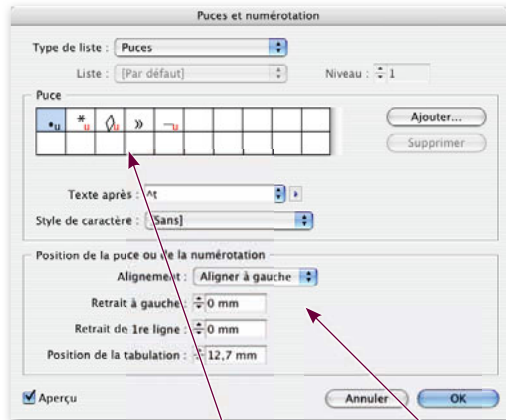 Puces et numérotation
Type de liste : Puces
Liste : [Par défaut] Niveau : 1
Puce
•u *u ◊u » ¬u
Ajouter...
Supprimer
Texte après : ^t
Style de caractère : [Sans]
Position de la puce ou de la numérotation
Alignement : Aligner à gauche
Retrait à gauche : 0 mm
Retrait de 1re ligne : 0 mm
Position de la tabulation : 12,7 mm
Aperçu Annuler OK